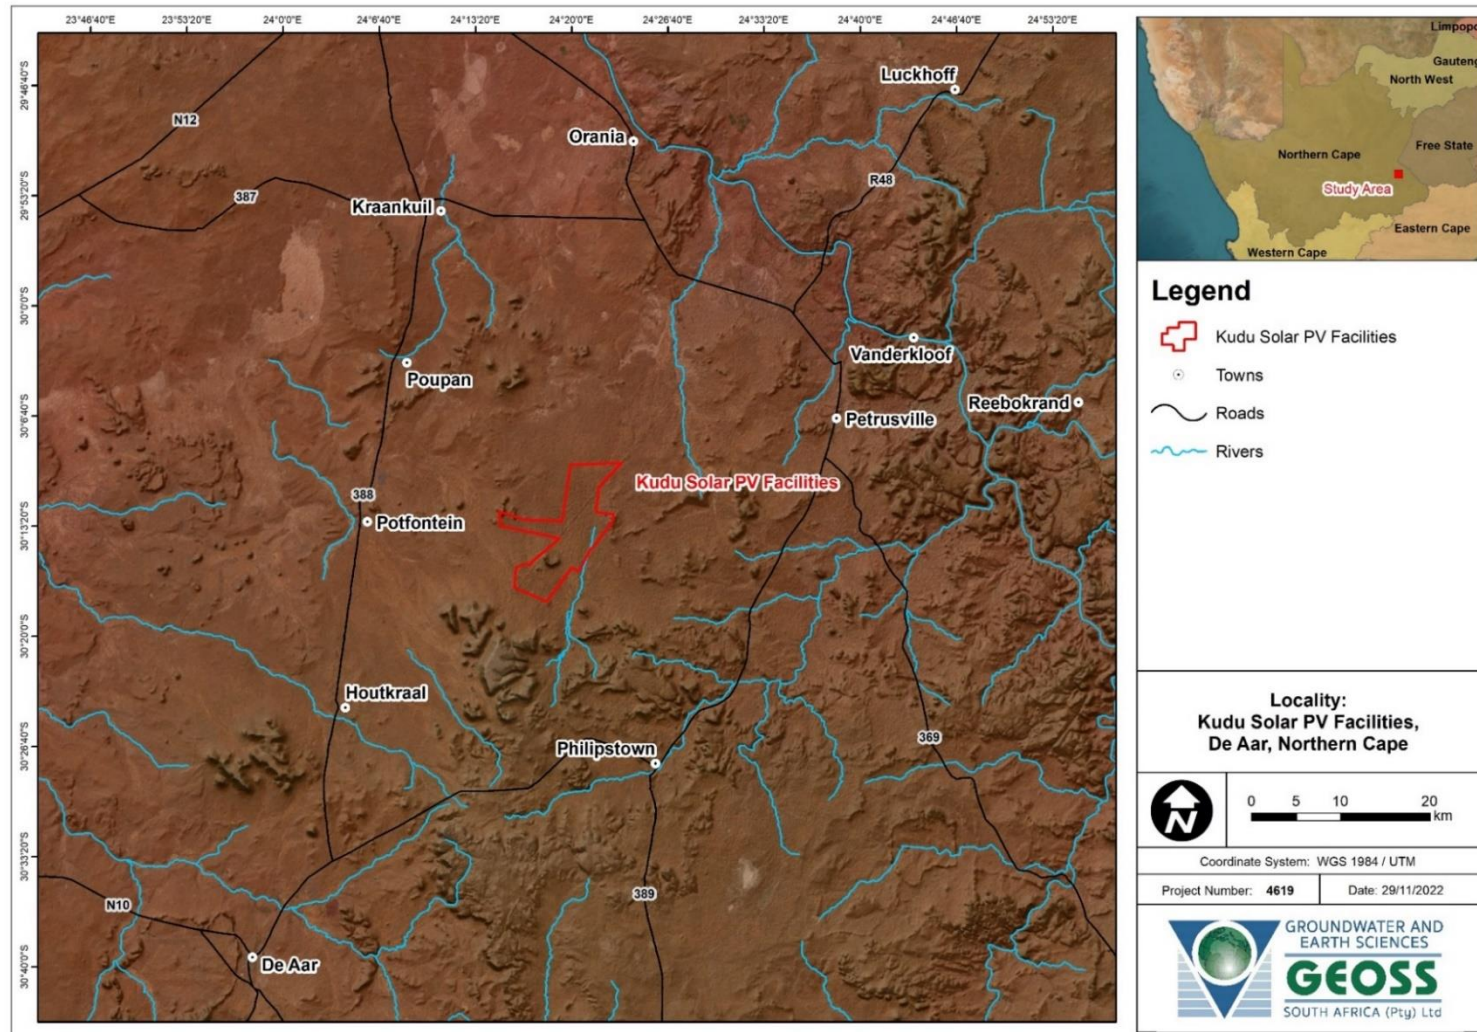 23°46'40"E
23°53'20"E
24°0'0"E
24°6'40"E
24°13'20"E
24°20'0"E
24°26'40"E
24°33'20"E
24°40'0"E
24°46'40"E
24°53'20"E
29°46'40"S
29°53'20"S
30°0'0"S
30°6'40"S
30°13'20"S
30°20'0"S
30°26'40"S
30°33'20"S
30°40'0"S
Luckhoff
N12
Orania
R48
387
Kraankuil
Vanderkloof
Poupan
Reebokrand
Petrusville
Kudu Solar PV Facilities
388
Potfontein
Houtkraal
Philipstown
369
389
N10
De Aar
Limpopo
Gauteng
North West
Northern Cape
Free State
Study Area
Eastern Cape
Western Cape
Legend
Kudu Solar PV Facilities
Towns
Roads
Rivers
Locality:
Kudu Solar PV Facilities,
De Aar, Northern Cape
N
0 5 10 20
km
Coordinate System: WGS 1984 / UTM
Project Number: 4619
Date: 29/11/2022
GROUNDWATER AND
EARTH SCIENCES
GEOSS
SOUTH AFRICA (Pty) Ltd